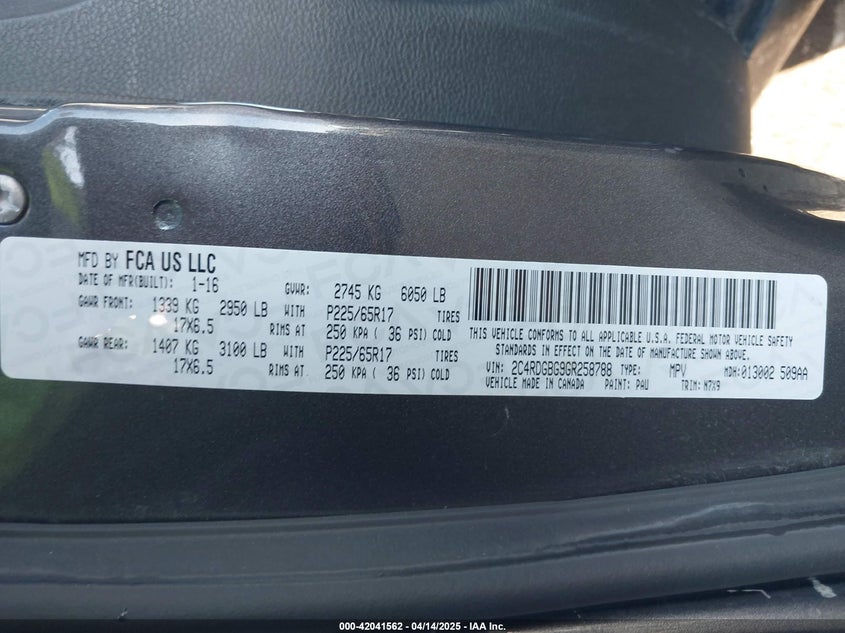 MFD BY FCA US LLC
DATE OF MFR(BUILT): 1-16 GVWR: 2745 KG 6050 LB
GAWR FRONT: 1339 KG 2950 LB WITH P225/65R17 TIRES
17X6.5 RIMS AT 250 KPA ( 36 PSI) COLD
GAWR REAR: 1407 KG 3100 LB WITH P225/65R17 TIRES
17X6.5 RIMS AT 250 KPA ( 36 PSI) COLD
THIS VEHICLE CONFORMS TO ALL APPLICABLE U.S.A. FEDERAL MOTOR VEHICLE SAFETY
STANDARDS IN EFFECT ON THE DATE OF MANUFACTURE SHOWN ABOVE.
VIN: 2C4RDGBG9GR258788 TYPE: MPV MDH:013002 509AA
VEHICLE MADE IN CANADA PAINT: PAU TRIM: N7X9
000-42041562 - 04/14/2025 - IAA Inc.